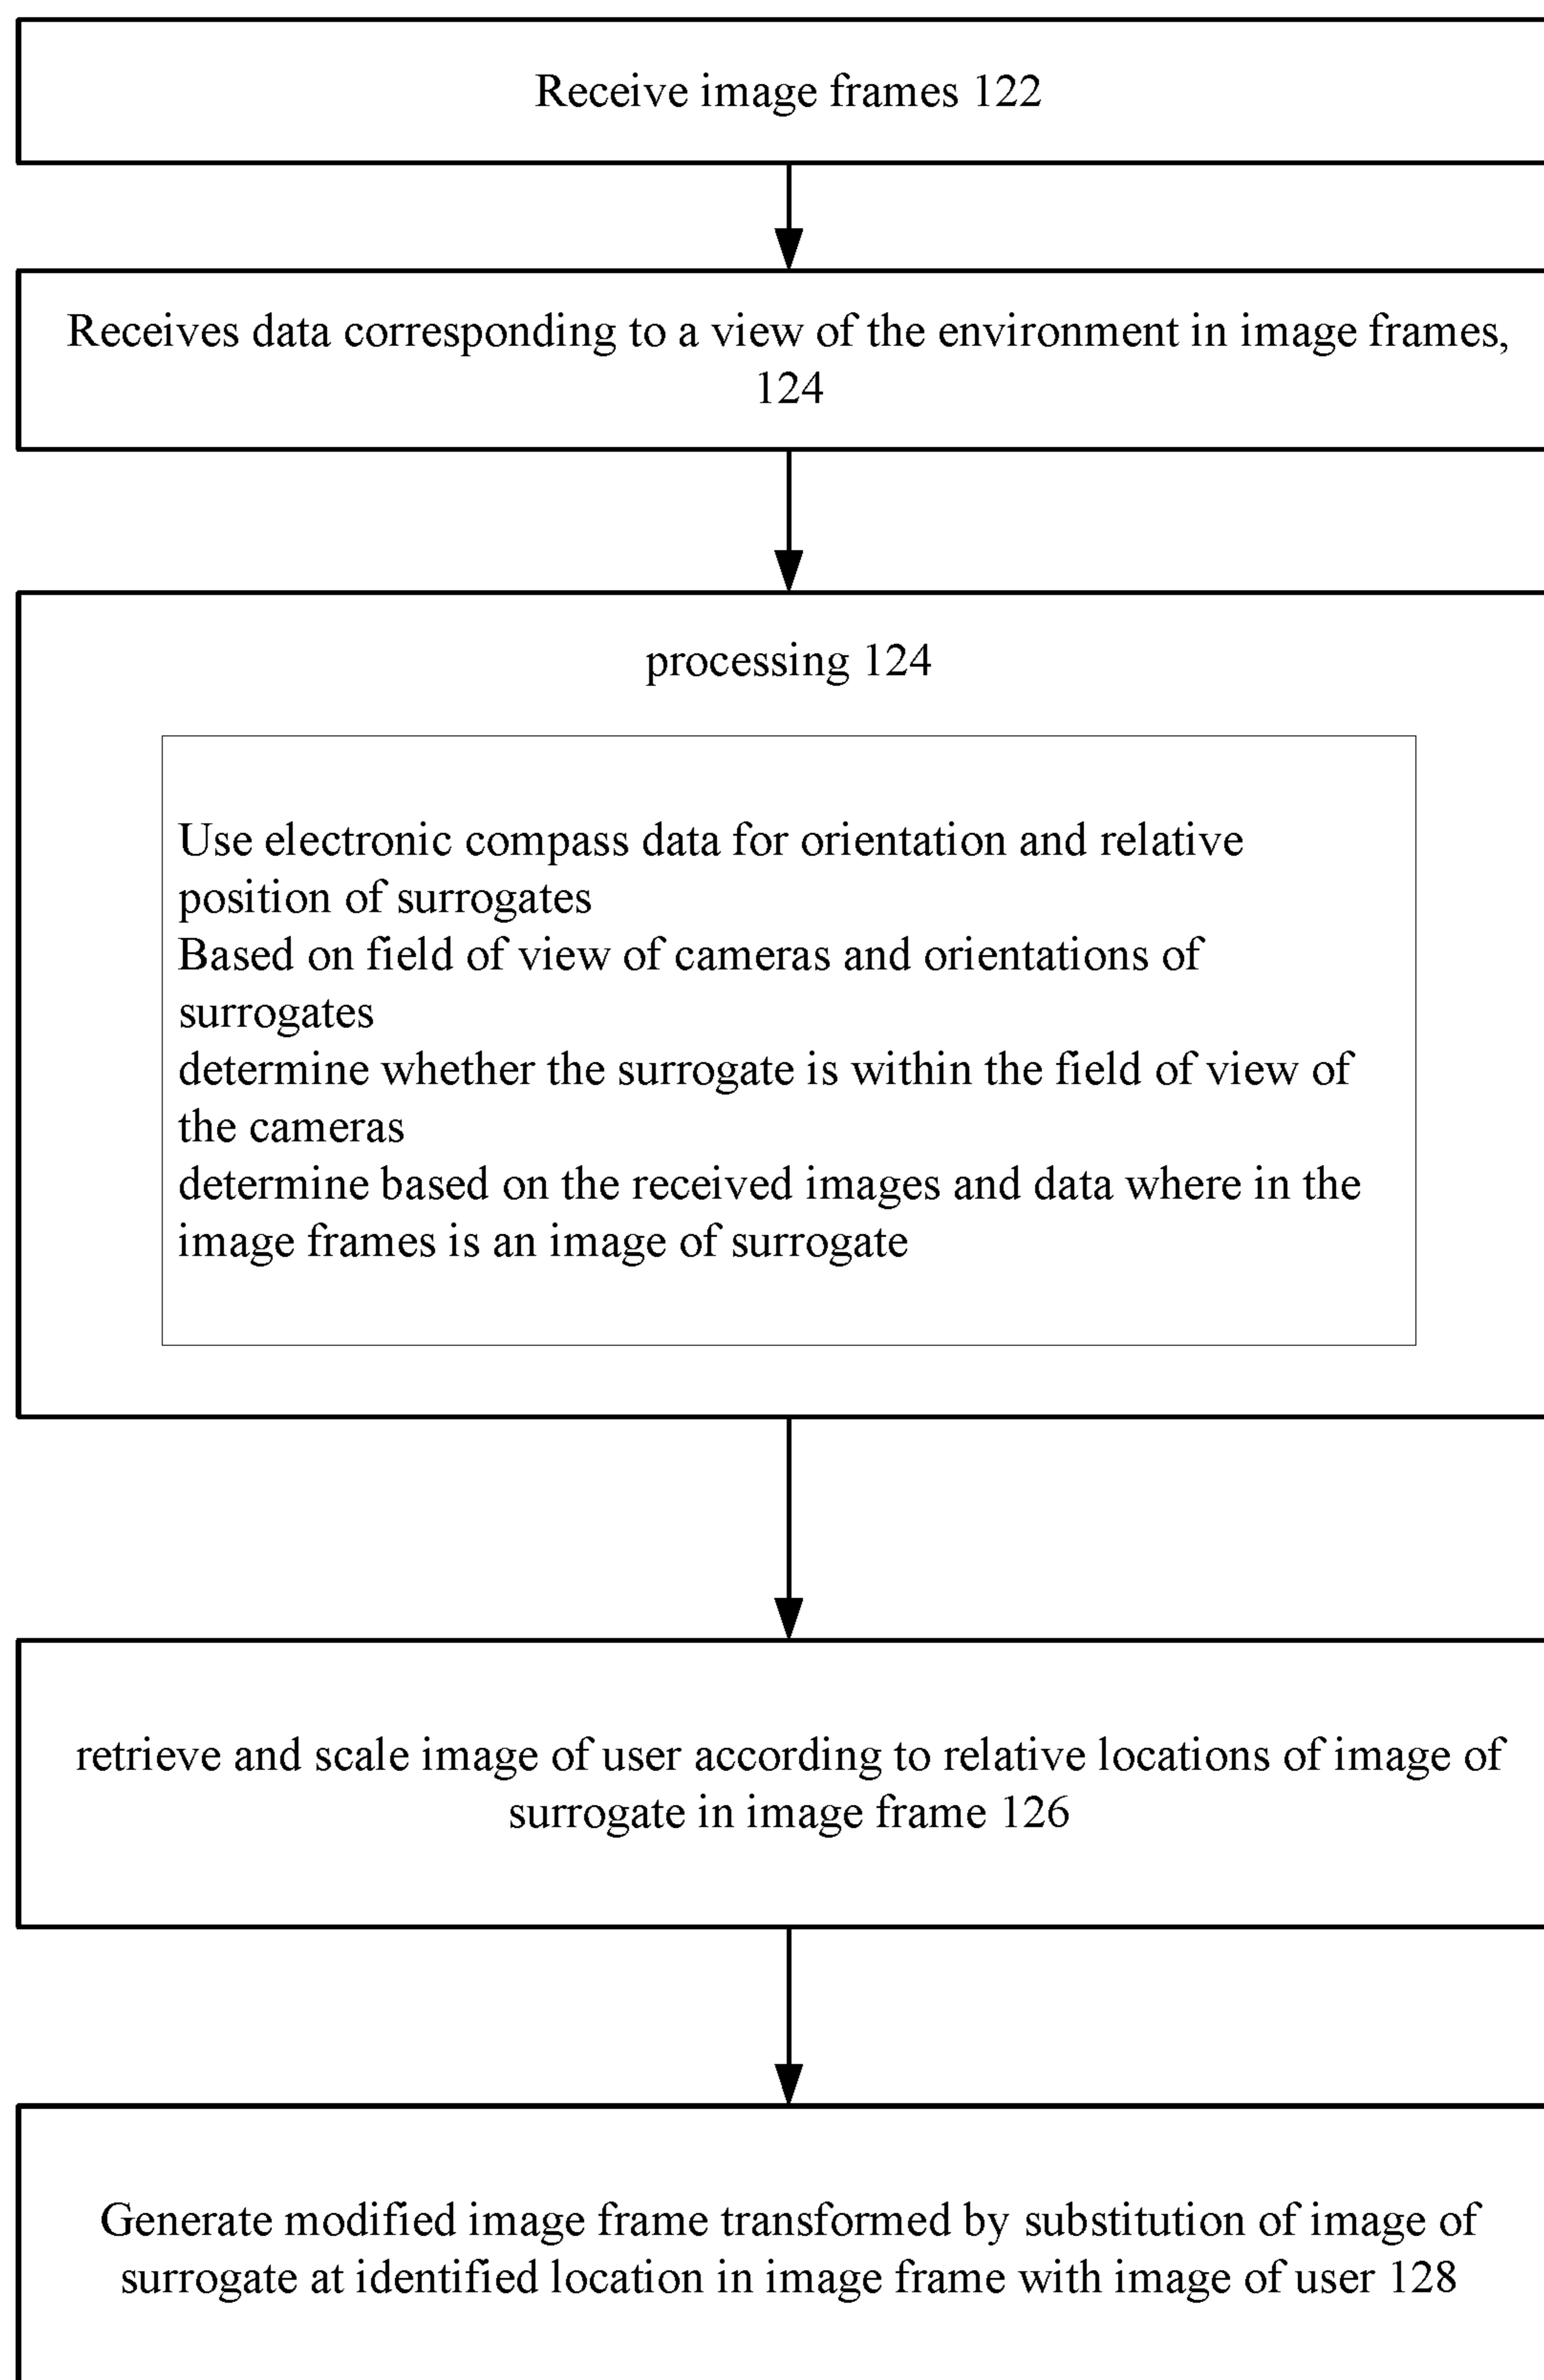 Receive image frames 122
Receives data corresponding to a view of the environment in image frames,
124
processing 124
Use electronic compass data for orientation and relative
position of surrogates
Based on field of view of cameras and orientations of
surrogates
determine whether the surrogate is within the field of view of
the cameras
determine based on the received images and data where in the
image frames is an image of surrogate
retrieve and scale image of user according to relative locations of image of
surrogate in image frame 126
Generate modified image frame transformed by substitution of image of
surrogate at identified location in image frame with image of user 128